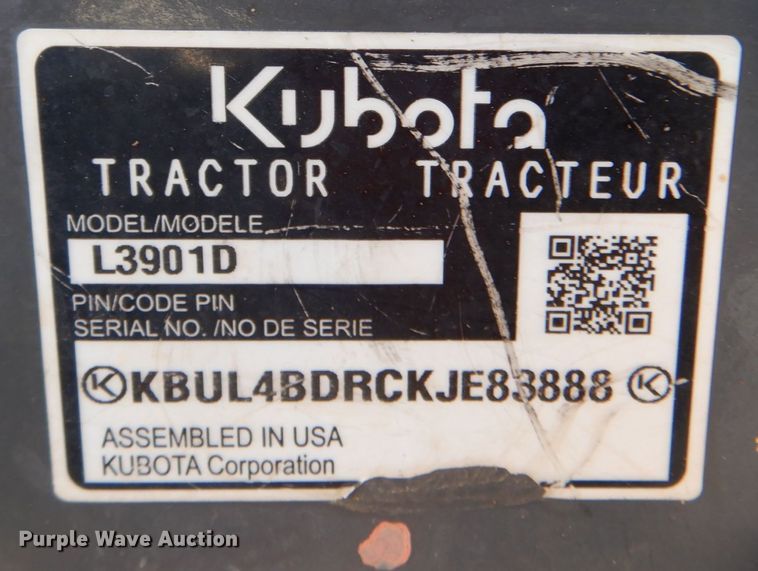 Kubota
TRACTOR TRACTEUR
MODEL/MODELE
L3901D
PIN/CODE PIN
SERIAL NO. /NO DE SERIE
KBUL4BDRCKJE83888
ASSEMBLED IN USA
KUBOTA Corporation
Purple Wave Auction